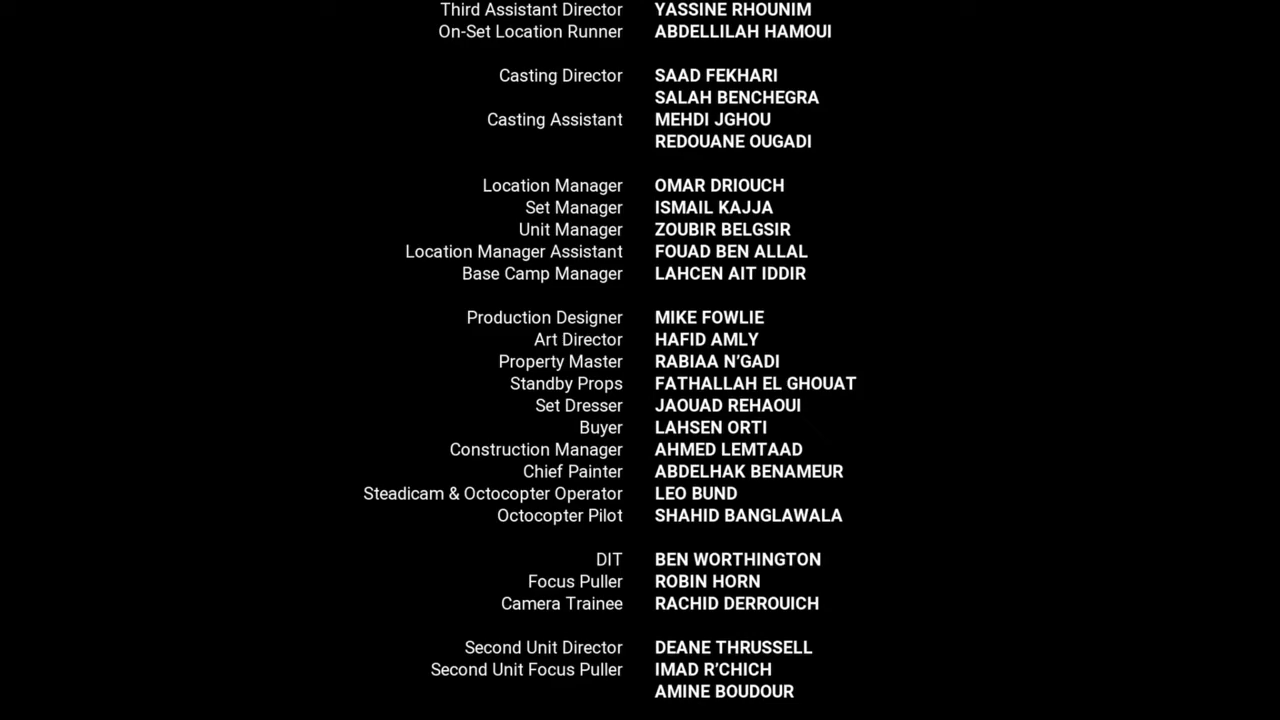 Third Assistant Director YASSINE RHOUNIM
On-Set Location Runner ABDELLILAH HAMOUI
Casting Director SAAD FEKHARI
SALAH BENCHEGRA
Casting Assistant MEHDI JGHOU
REDOUANE OUGADI
Location Manager OMAR DRIOUCH
Set Manager ISMAIL KAJJA
Unit Manager ZOUBIR BELGSIR
Location Manager Assistant FOUAD BEN ALLAL
Base Camp Manager LAHCEN AIT IDDIR
Production Designer MIKE FOWLIE
Art Director HAFID AMLY
Property Master RABIAA N’GADI
Standby Props FATHALLAH EL GHOUAT
Set Dresser JAOUAD REHAOUI
Buyer LAHSEN ORTI
Construction Manager AHMED LEMTAAD
Chief Painter ABDELHAK BENAMEUR
Steadicam & Octocopter Operator LEO BUND
Octocopter Pilot SHAHID BANGLAWALA
DIT BEN WORTHINGTON
Focus Puller ROBIN HORN
Camera Trainee RACHID DERROUICH
Second Unit Director DEANE THRUSSELL
Second Unit Focus Puller IMAD R’CHICH
AMINE BOUDOUR